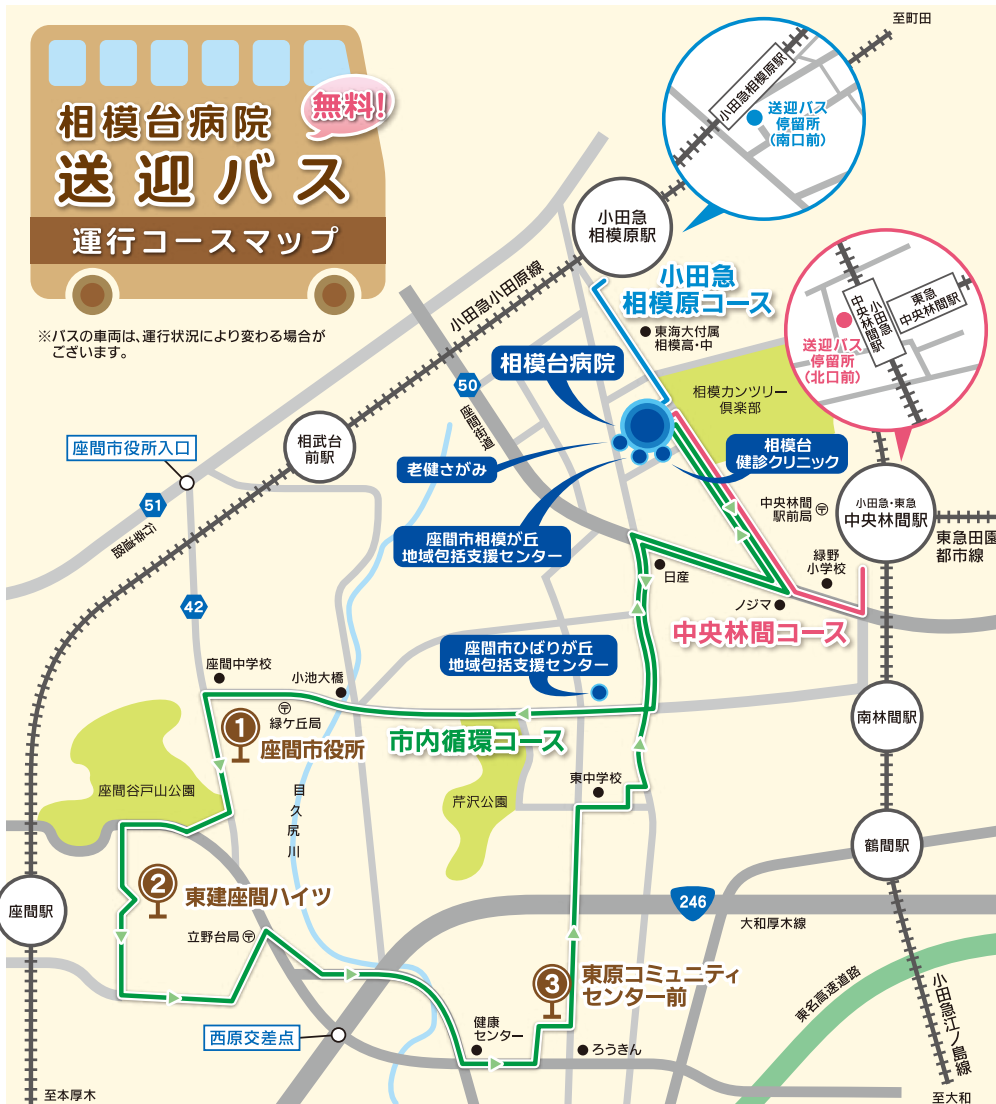 相模台病院
無料!
送迎バス
運行コースマップ
※バスの車両は、運行状況により変わる場合が
ございます。
至町田
小田急相模原駅
送迎バス
停留所
(南口前)
小田急
相模原駅
小田急小田原線
小田急
相模原コース
東海大付属
相模高・中
小田急
中央林間駅
東急
中央林間駅
送迎バス
停留所
(北口前)
相模台病院
相模カンツリー
倶楽部
50
座間街道
座間市役所入口
相武台
前駅
老健さがみ
相模台
健診クリニック
51
行幸道路
座間市相模が丘
地域包括支援センター
中央林間
駅前局
小田急・東急
中央林間駅
東急田園
都市線
緑野
小学校
日産
ノジマ
42
中央林間コース
座間市ひばりが丘
地域包括支援センター
座間中学校
小池大橋
緑ケ丘局
1
座間市役所
市内循環コース
南林間駅
座間谷戸山公園
目久尻川
芹沢公園
東中学校
鶴間駅
2
東建座間ハイツ
座間駅
246
大和厚木線
立野台局
3
東原コミュニティ
センター前
東名高速道路
小田急江ノ島線
西原交差点
健康
センター
ろうきん
至本厚木
至大和